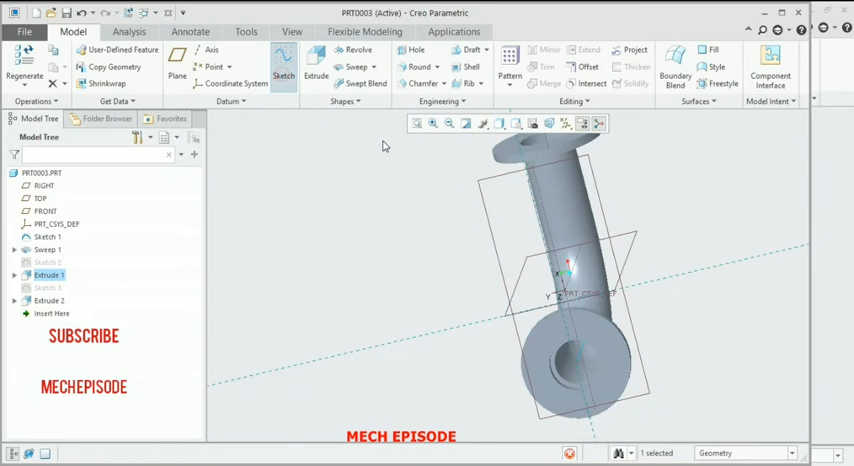 PRT0003 (Active) - Creo Parametric
File Model Analysis Annotate Tools View Flexible Modeling Applications
Regenerate User-Defined Feature Copy Geometry Shrinkwrap Plane Axis Point Coordinate System Sketch Extrude Revolve Sweep Swept Blend Hole Round Chamfer Draft Shell Rib Pattern Mirror Extend Project Trim Offset Thicken Merge Intersect Solidify Boundary Blend Fill Style Freestyle Component Interface
Operations Get Data Datum Shapes Engineering Editing Surfaces Model Intent
Model Tree Folder Browser Favorites
Model Tree
PRT0003.PRT
RIGHT
TOP
FRONT
PRT_CSYS_DEF
Sketch 1
Sweep 1
Sketch 2
Extrude 1
Sketch 3
Extrude 2
Insert Here
X
Y
Z
PRT_CSYS_DEF
SUBSCRIBE
MECHEPISODE
MECH EPISODE
1 selected
Geometry